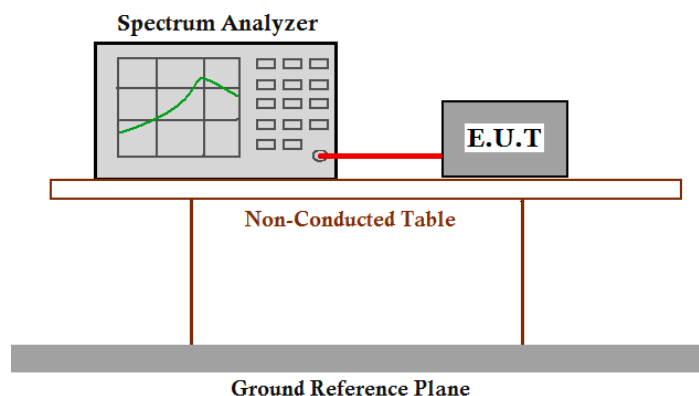 Spectrum Analyzer
E.U.T
Non-Conducted Table
Ground Reference Plane